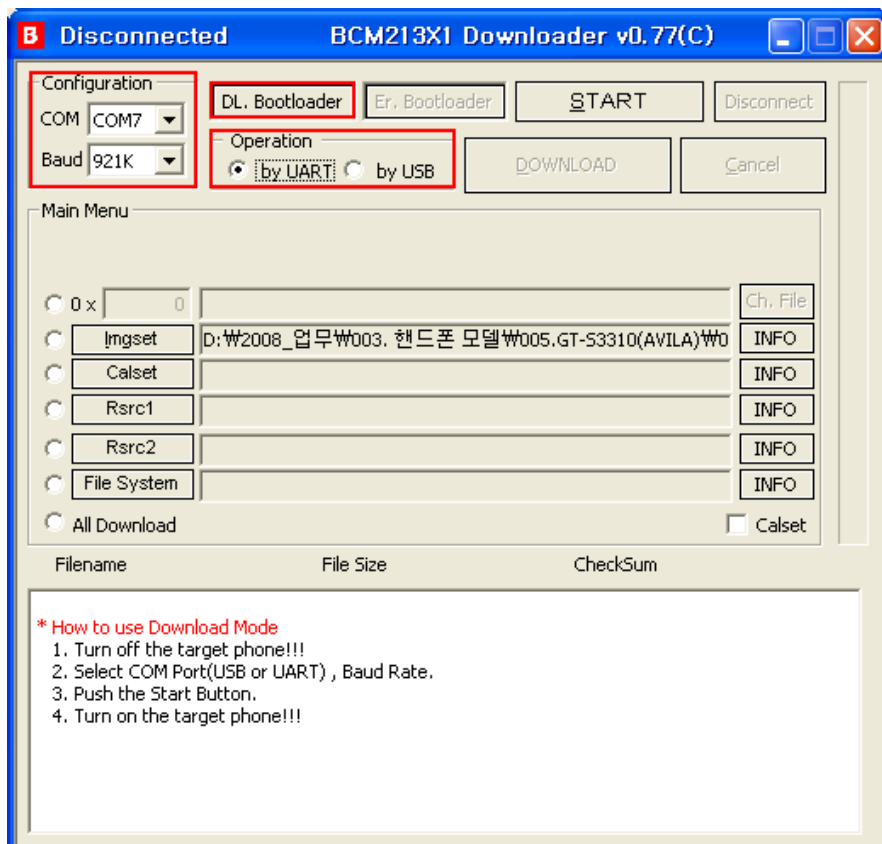 B Disconnected BCM213X1 Downloader v0.77(C)
Configuration
COM COM7
Baud 921K
DL. Bootloader Er. Bootloader START Disconnect
Operation
by UART by USB
DOWNLOAD Cancel
Main Menu
0 x 0 Ch. File
Imgset D:₩2008_업무₩003. 핸드폰 모델₩005.GT-S3310(AVILA)₩0 INFO
Calset INFO
Rsrc1 INFO
Rsrc2 INFO
File System INFO
All Download Calset
Filename File Size CheckSum
* How to use Download Mode
1. Turn off the target phone!!!
2. Select COM Port(USB or UART) , Baud Rate.
3. Push the Start Button.
4. Turn on the target phone!!!